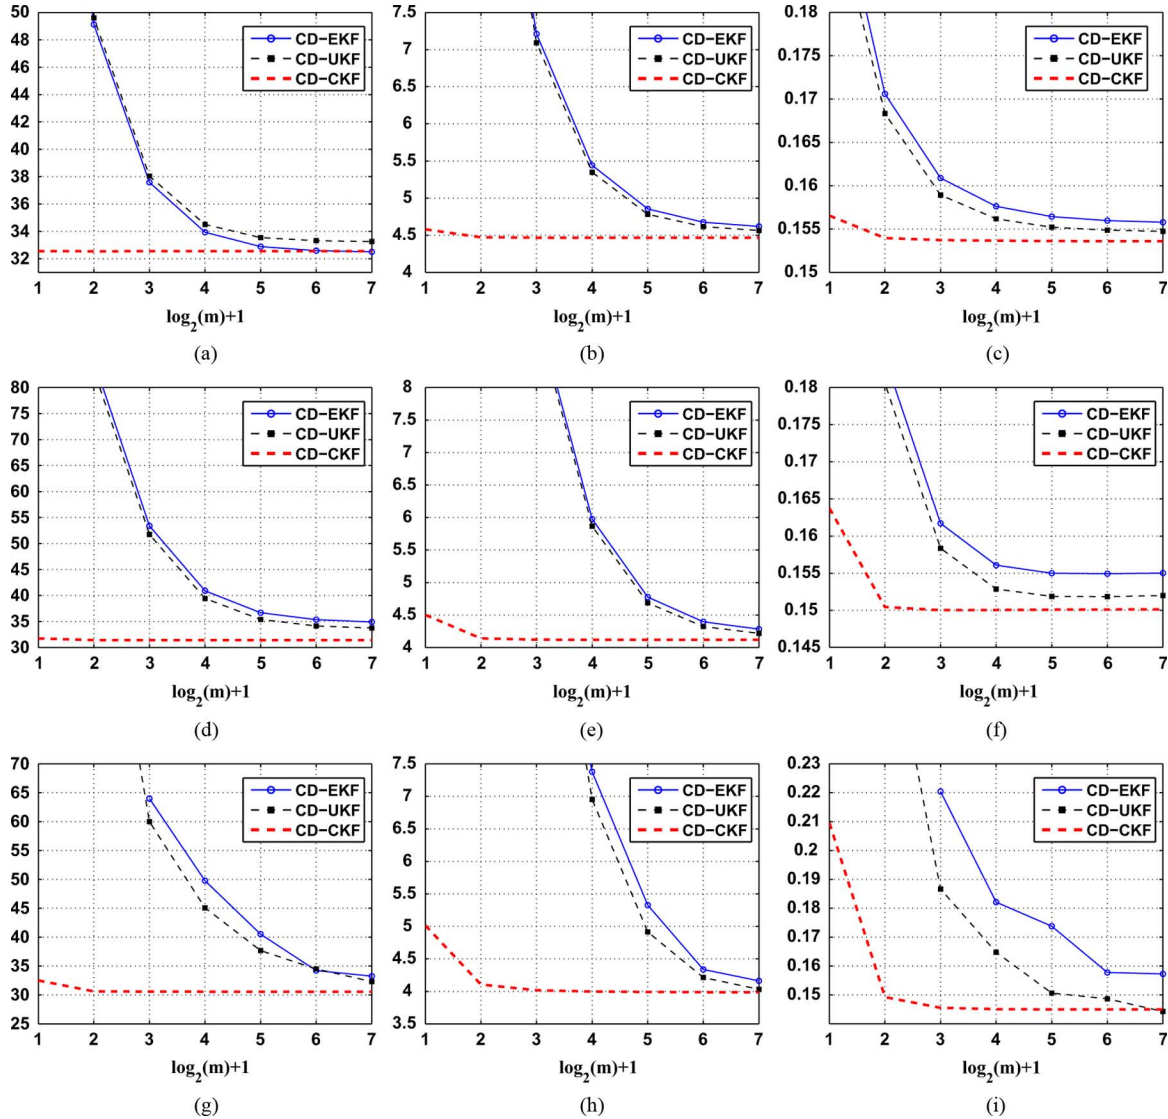 50
48
46
44
42
40
38
36
34
32
1 2 3 4 5 6 7
CD-EKF
CD-UKF
CD-CKF
log2(m)+1
(a)
7.5
7
6.5
6
5.5
5
4.5
4
1 2 3 4 5 6 7
CD-EKF
CD-UKF
CD-CKF
log2(m)+1
(b)
0.18
0.175
0.17
0.165
0.16
0.155
0.15
1 2 3 4 5 6 7
CD-EKF
CD-UKF
CD-CKF
log2(m)+1
(c)
80
75
70
65
60
55
50
45
40
35
30
1 2 3 4 5 6 7
CD-EKF
CD-UKF
CD-CKF
log2(m)+1
(d)
8
7.5
7
6.5
6
5.5
5
4.5
4
1 2 3 4 5 6 7
CD-EKF
CD-UKF
CD-CKF
log2(m)+1
(e)
0.18
0.175
0.17
0.165
0.16
0.155
0.15
0.145
1 2 3 4 5 6 7
CD-EKF
CD-UKF
CD-CKF
log2(m)+1
(f)
70
65
60
55
50
45
40
35
30
25
1 2 3 4 5 6 7
CD-EKF
CD-UKF
CD-CKF
log2(m)+1
(g)
7.5
7
6.5
6
5.5
5
4.5
4
3.5
1 2 3 4 5 6 7
CD-EKF
CD-UKF
CD-CKF
log2(m)+1
(h)
0.23
0.22
0.21
0.2
0.19
0.18
0.17
0.16
0.15
1 2 3 4 5 6 7
CD-EKF
CD-UKF
CD-CKF
log2(m)+1
(i)